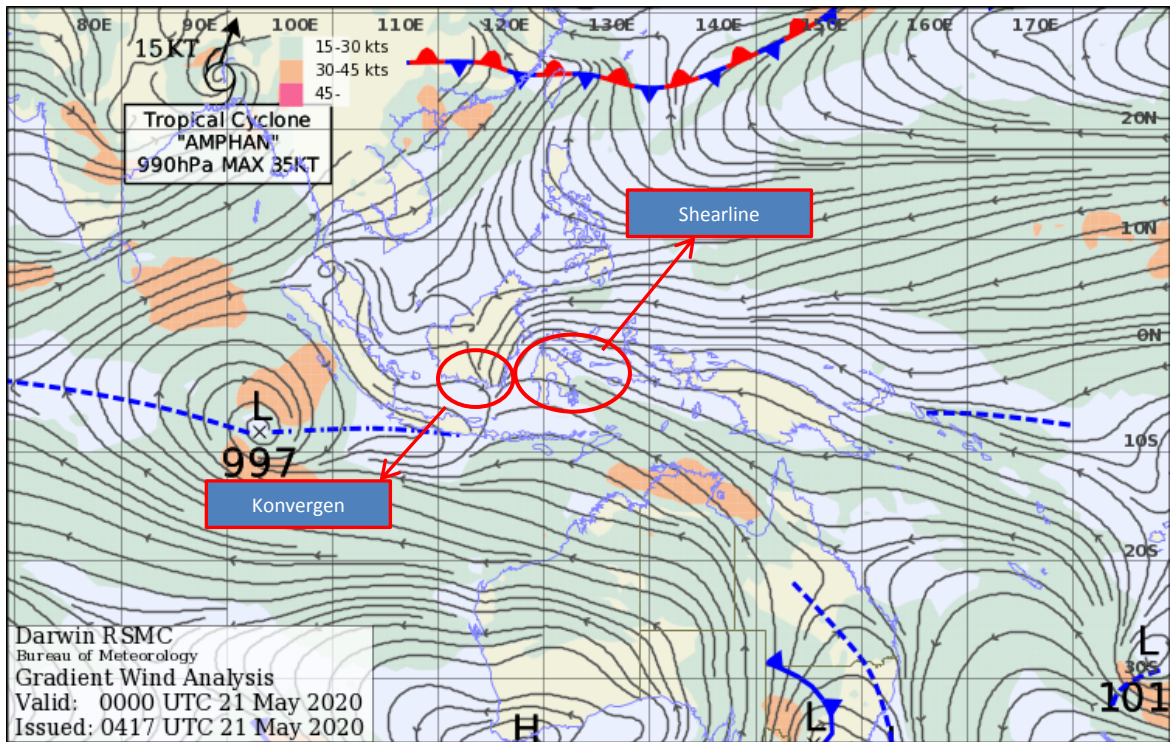 80E 90E 100E 110E 120E 130E 140E 150E 160E 170E
15KT
15-30 kts
30-45 kts
45-
Tropical Cyclone
"AMPHAN"
990hPa MAX 35KT
20N
Shearline
10N
0N
L
997
10S
Konvergen
20S
L
30S
101
H
L
Darwin RSMC
Bureau of Meteorology
Gradient Wind Analysis
Valid: 0000 UTC 21 May 2020
Issued: 0417 UTC 21 May 2020